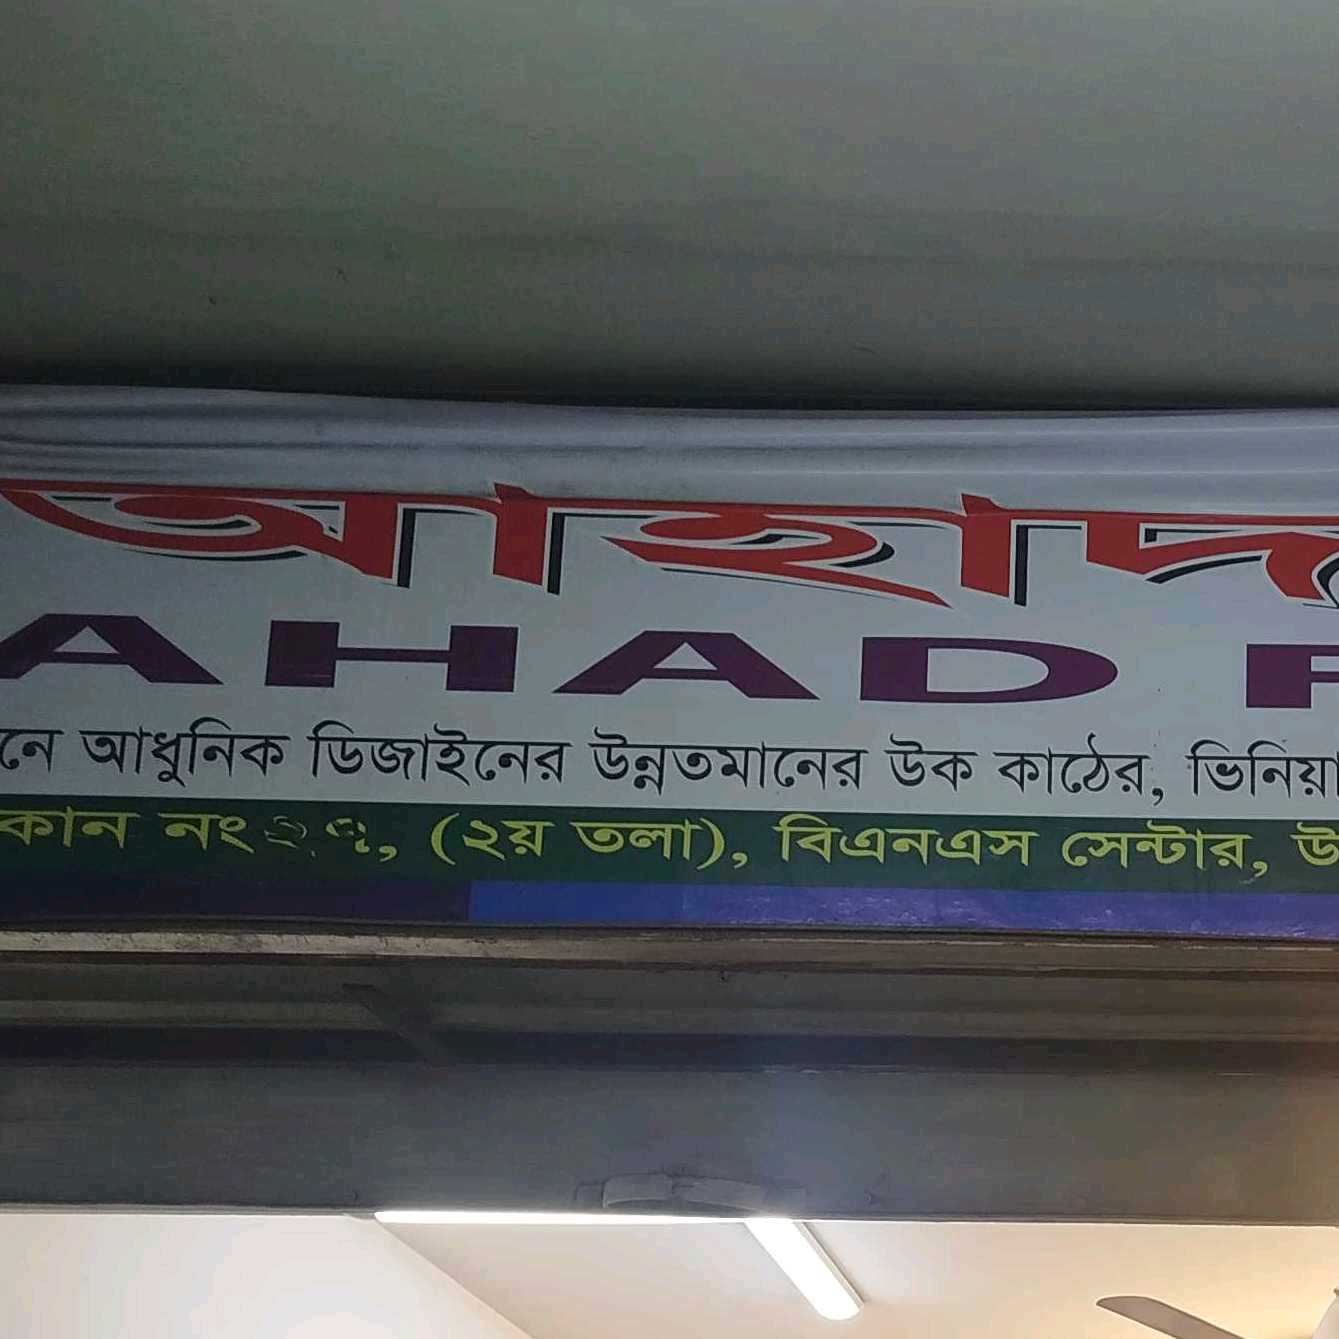 আহাদ
AHAD F
নে আধুনিক ডিজাইনের উন্নতমানের উক কাঠের, ভিনিয়া
কান নং (২য় তলা), বিএনএস সেন্টার, উ